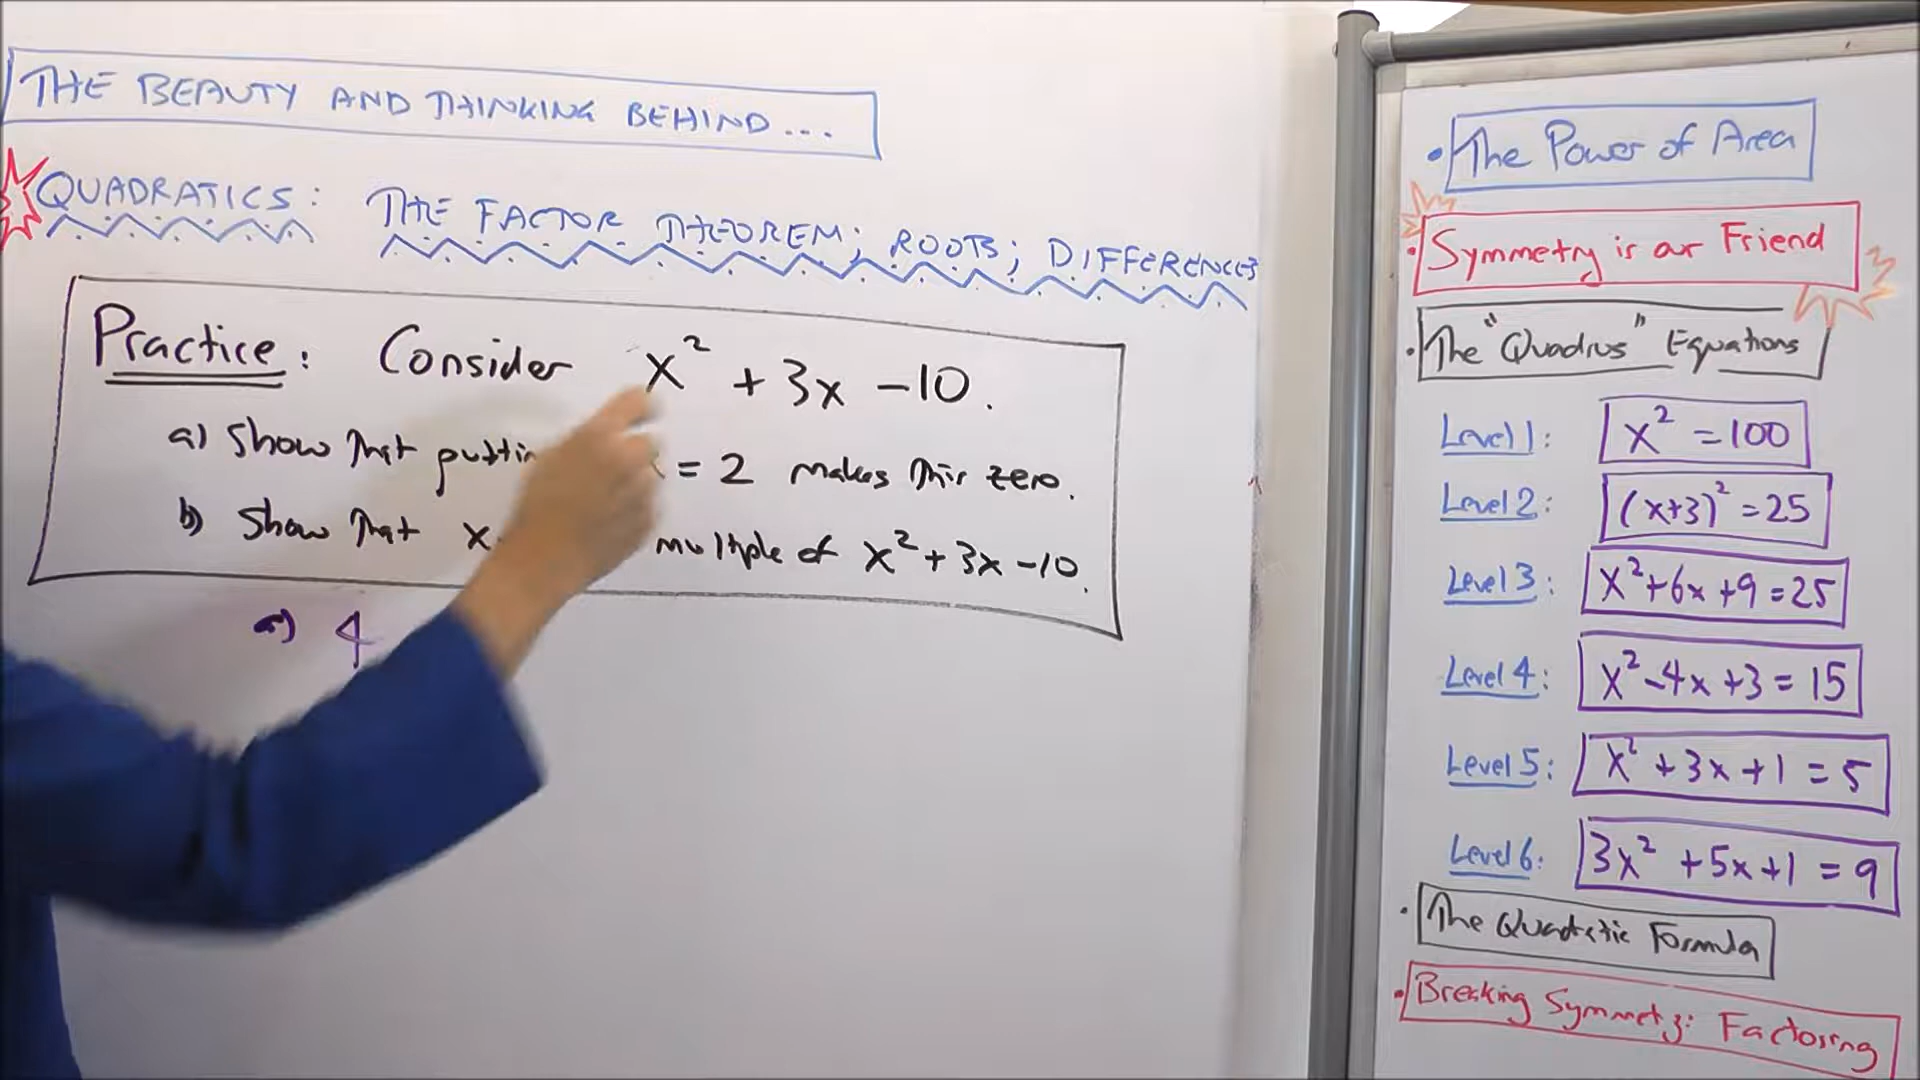 THE BEAUTY AND THINKING BEHIND...
QUADRATICS: THE FACTOR THEOREM; ROOTS; DIFFERENCES
Practice: Consider x² + 3x - 10.
a) Show that = 2 makes this zero.
b) Show that x multiple of x² + 3x - 10.
a) 4
• The Power of Area
• Symmetry is our Friend
• The "Quadrus" Equations
Level 1: x² = 100
Level 2: (x+3)² = 25
Level 3: x² + 6x + 9 = 25
Level 4: x² - 4x + 3 = 15
Level 5: x² + 3x + 1 = 5
Level 6: 3x² + 5x + 1 = 9
• The Quadratic Formula
• Breaking Symmetry: Factoring